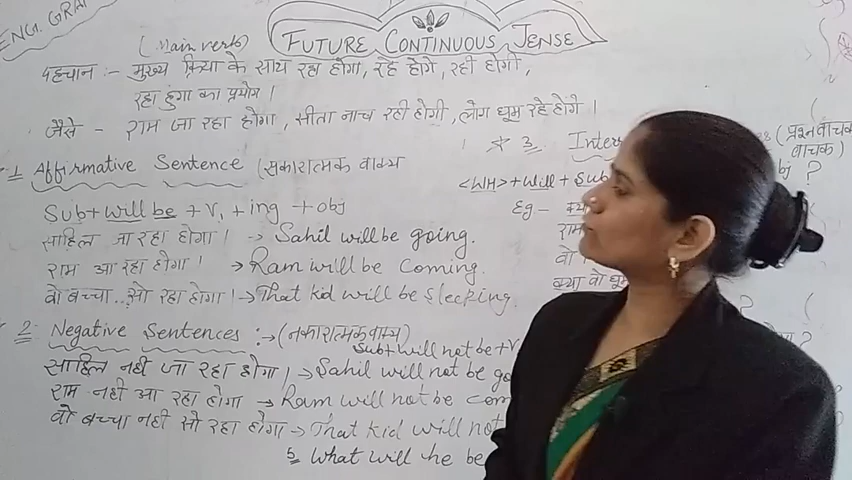 ENG. GRA
FUTURE CONTINUOUS TENSE
(Main verb)
पहचान :- मुख्य क्रिया के साथ रहा होगा, रहे होगें, रही होगी,
रहा हुंगा का प्रयोग।
जैसे - राम जा रहा होगा, सीता नाच रही होगी, लोग घूम रहे होगे।
1. Affirmative Sentence (सकारात्मक वाक्य
Sub + will be + V1 + ing + obj
साहिल जा रहा होगा। → Sahil will be going.
राम आ रहा होगा। → Ram will be coming.
वो बच्चा.. सो रहा होगा। → That kid will be sleeping.
2. Negative Sentences :→ (नकारात्मक वाक्य)
Sub + will not be + V
साहिल नही जा रहा होगा। → Sahil will not be go
राम नही आ रहा होगा → Ram will not be com
वो बच्चा नही सो रहा होगा → That kid will not
5 What will he be
3. Inter
(प्रश्नवाचक
वाचक)
<WH> + Will + Sub
?
Eg - क्या
राम
वो
क्या वो घूम
?
?